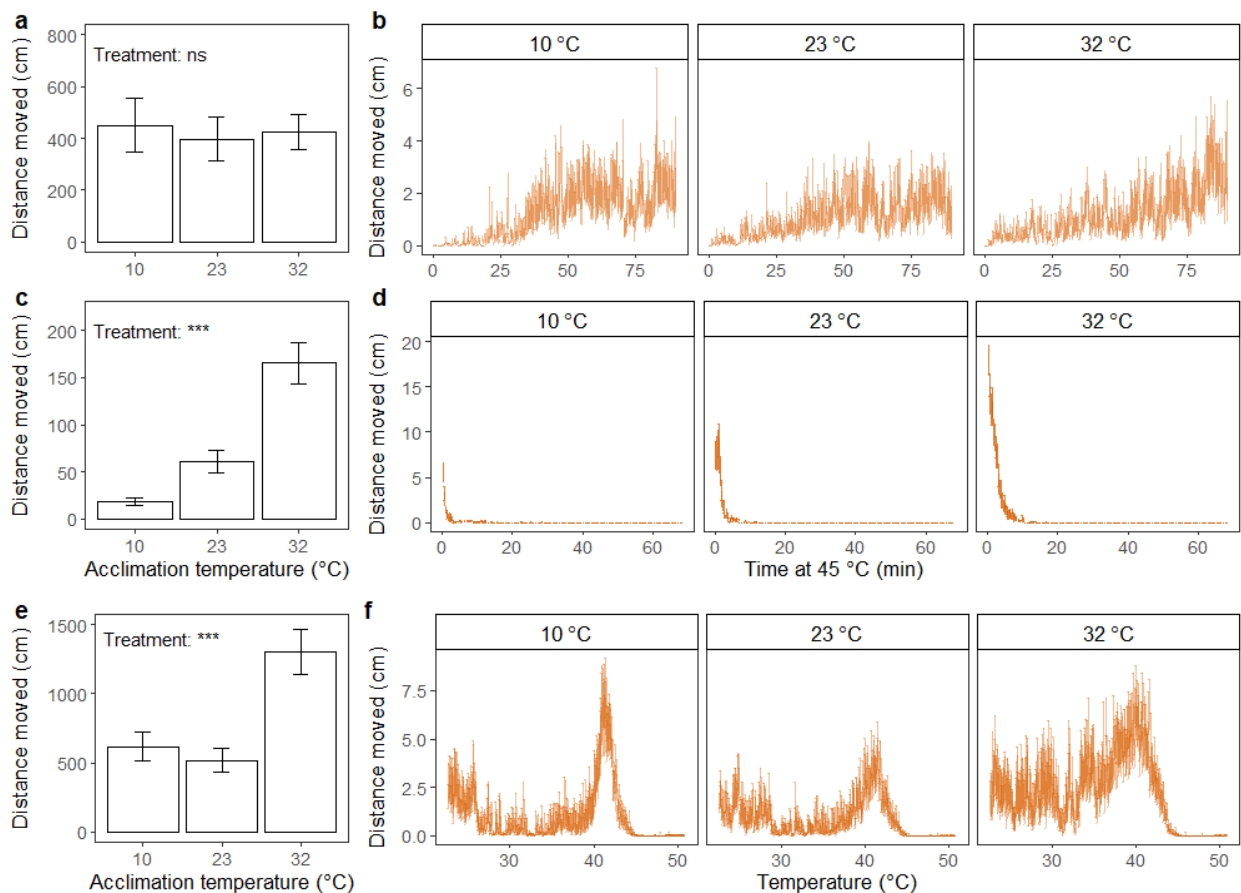 a
Distance moved (cm)
800
600
400
200
0
Treatment: ns
10 23 32
b
Distance moved (cm)
6
4
2
0
10 °C 23 °C 32 °C
0 25 50 75 0 25 50 75 0 25 50 75
c
Distance moved (cm)
200
150
100
50
0
Treatment: ***
10 23 32
Acclimation temperature (°C)
d
Distance moved (cm)
20
15
10
5
0
10 °C 23 °C 32 °C
0 20 40 60 0 20 40 60 0 20 40 60
Time at 45 °C (min)
e
Distance moved (cm)
1500
1000
500
0
Treatment: ***
10 23 32
Acclimation temperature (°C)
f
Distance moved (cm)
7.5
5.0
2.5
0.0
10 °C 23 °C 32 °C
30 40 50 30 40 50 30 40 50
Temperature (°C)